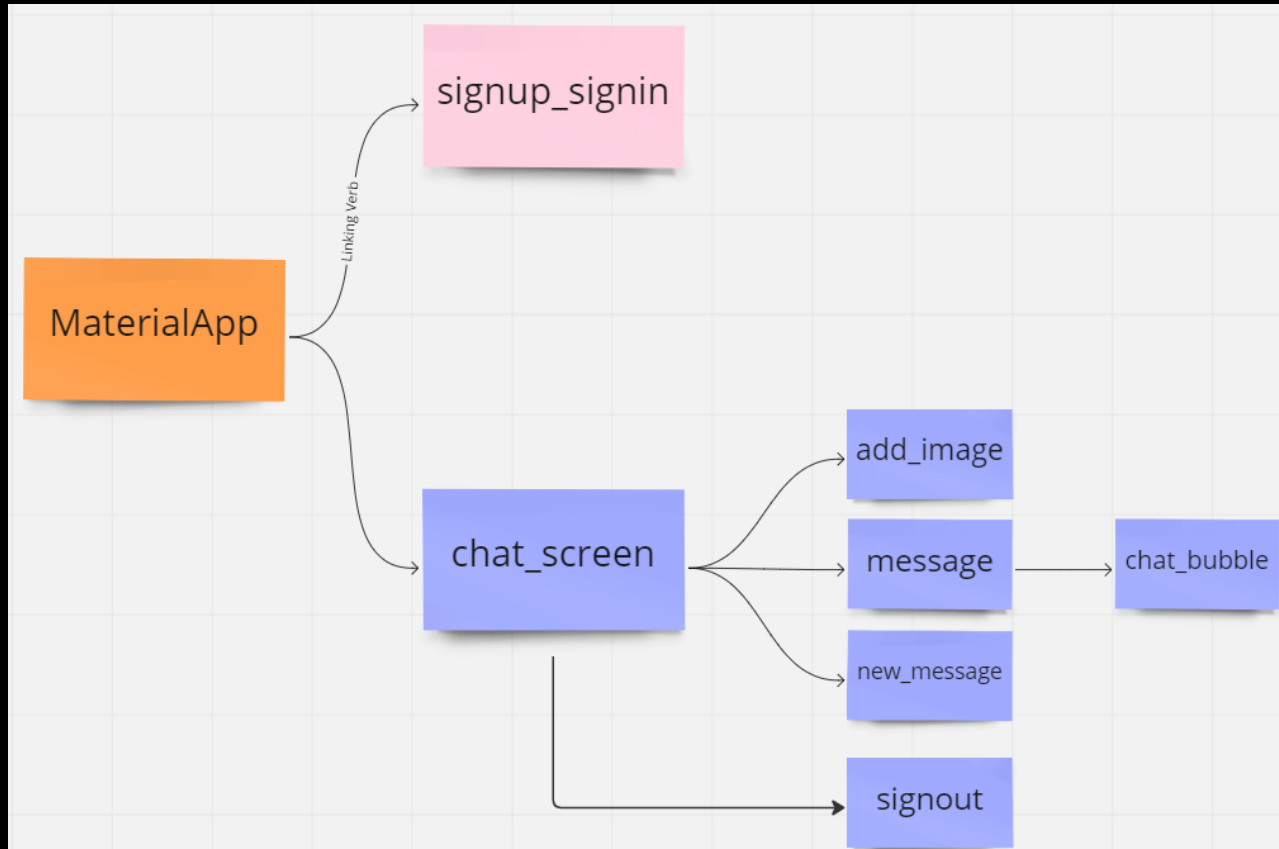 signup_signin
Linking Verb
MaterialApp
chat_screen
add_image
message
chat_bubble
new_message
signout